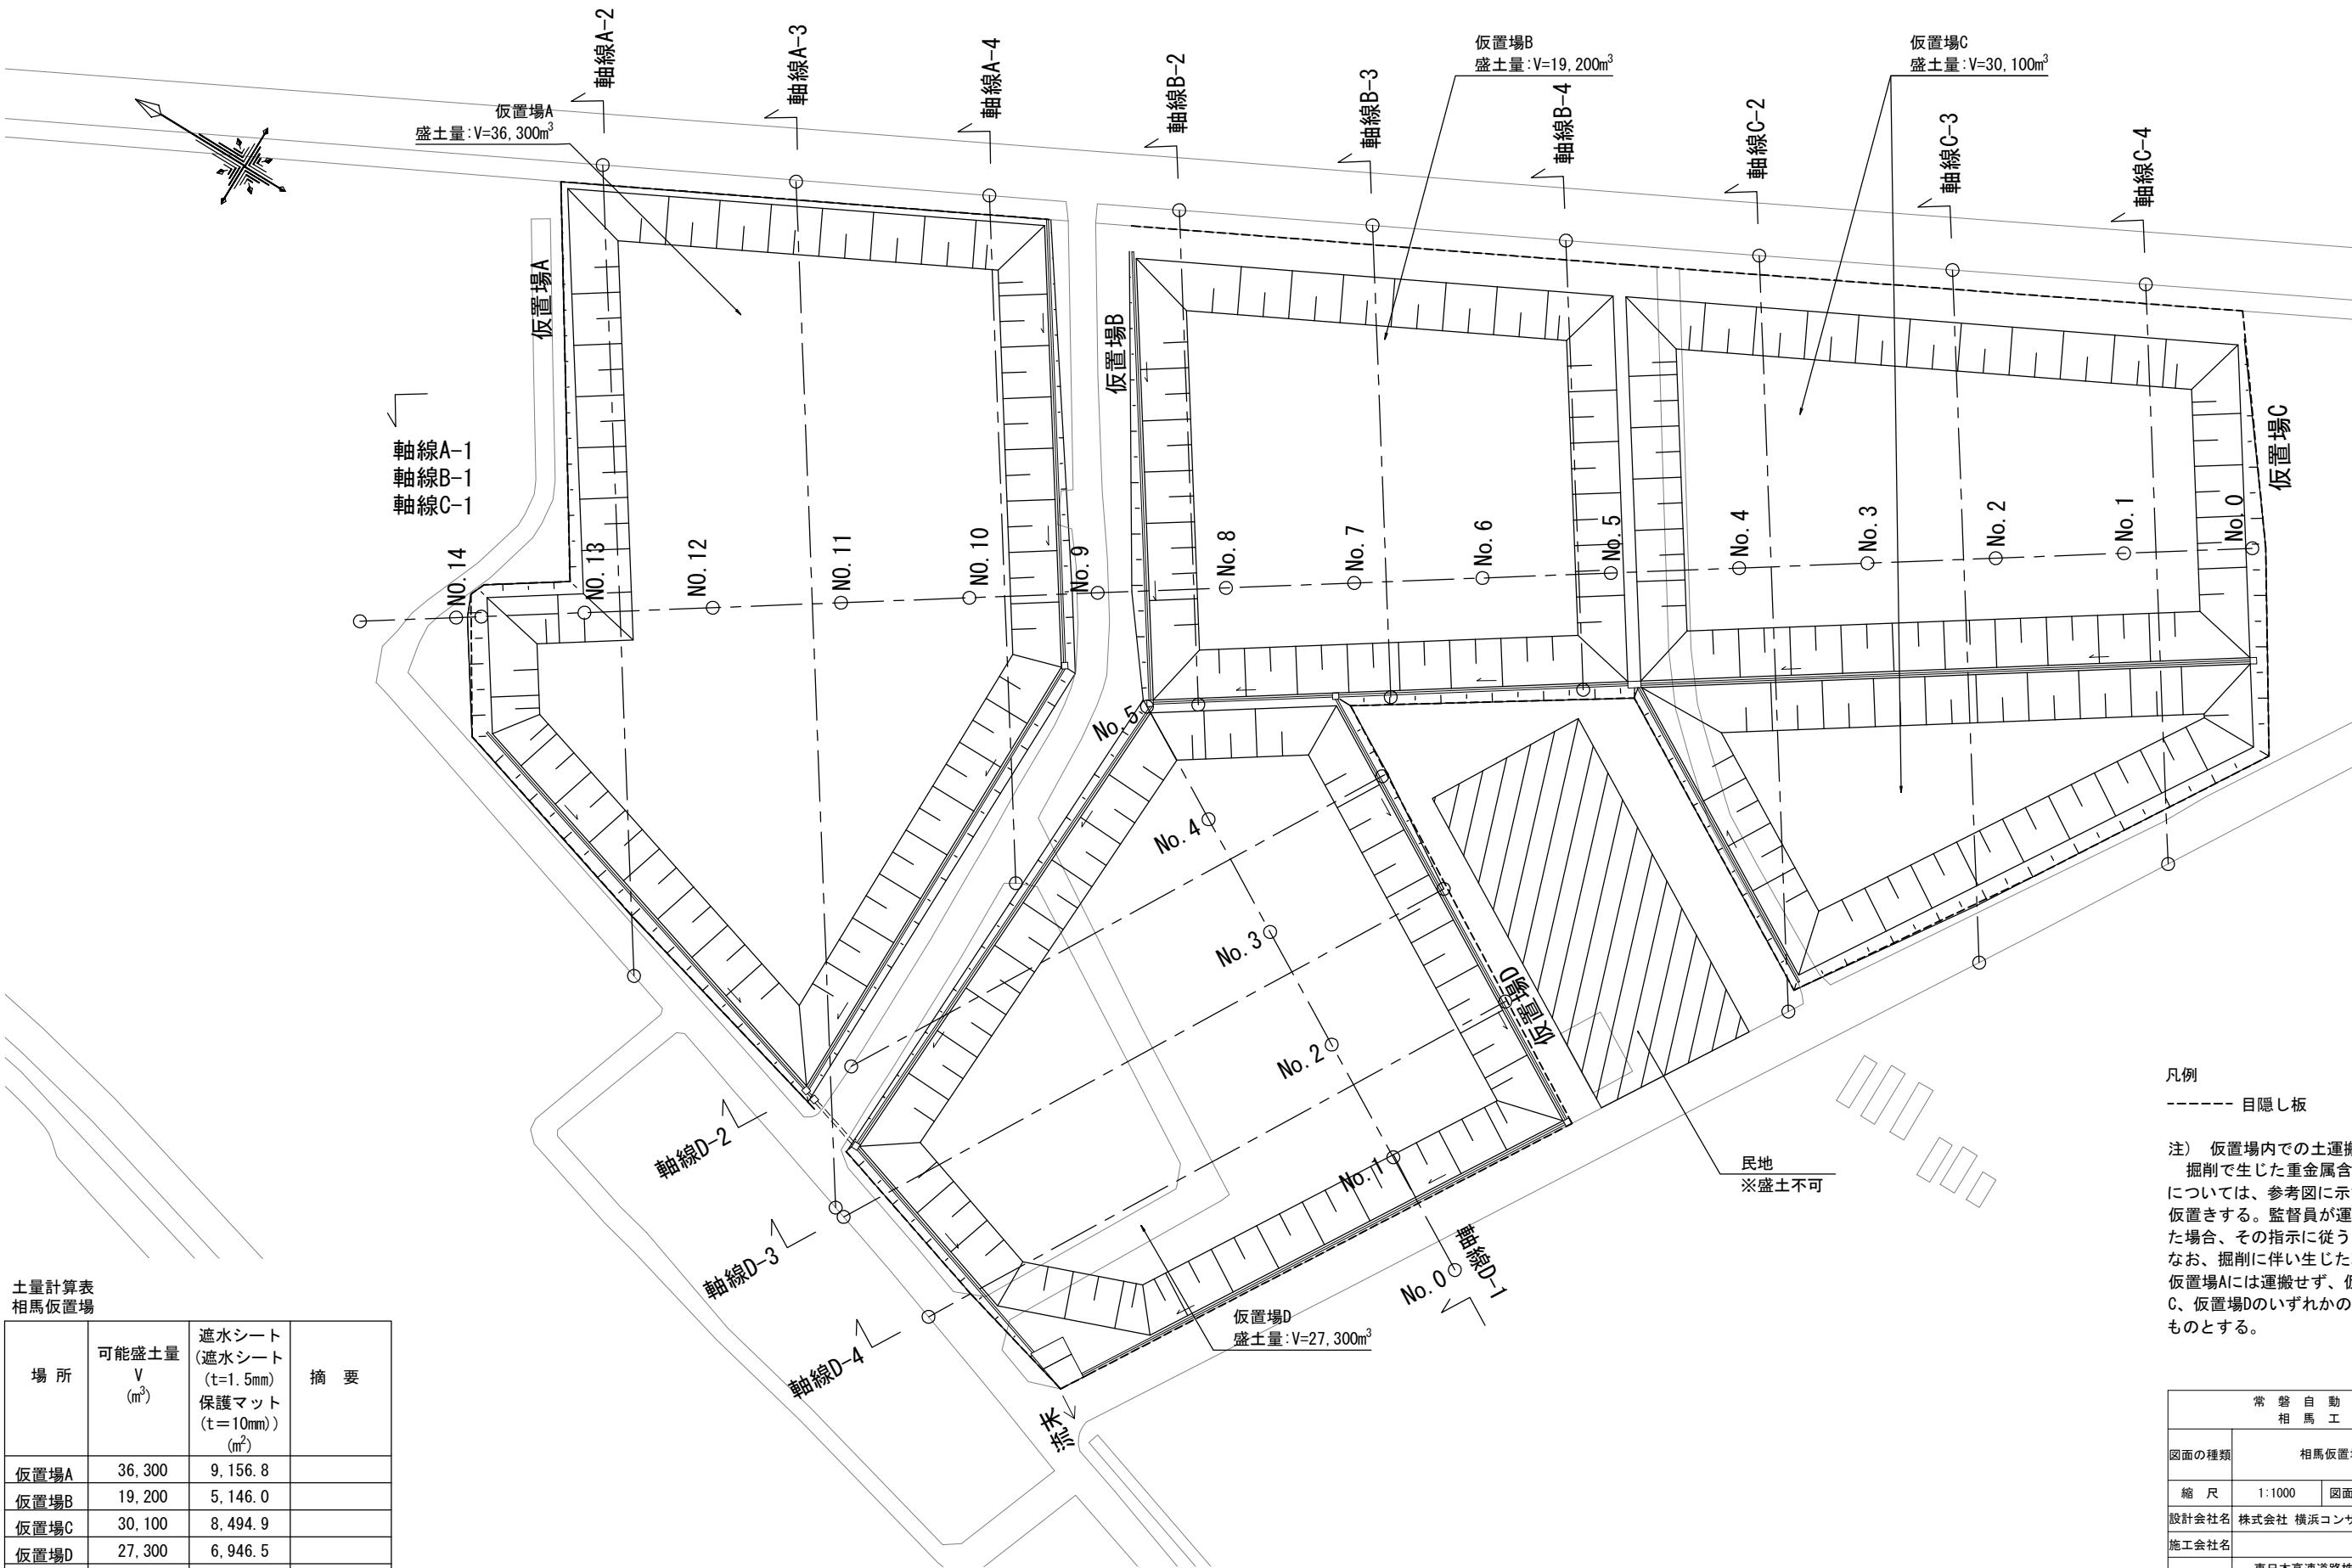 軸線A-2
軸線A-3
軸線A-4
軸線B-2
軸線B-3
軸線B-4
軸線C-2
軸線C-3
軸線C-4
仮置場A
盛土量:V=36,300m³
仮置場B
盛土量:V=19,200m³
仮置場C
盛土量:V=30,100m³
仮置場A
仮置場B
仮置場C
軸線A-1
軸線B-1
軸線C-1
NO.14
NO.13
NO.12
NO.11
NO.10
No.9
No.8
No.7
No.6
No.5
No.4
No.3
No.2
No.1
No.0
No.5
No.4
No.3
No.2
No.1
No.0
仮置場D
軸線D-1
軸線D-2
軸線D-3
軸線D-4
民地
※盛土不可
仮置場D
盛土量:V=27,300m³
流末
凡例
------ 目隠し板
注) 仮置場内での土運搬
掘削で生じた重金属含
については、参考図に示
仮置きする。監督員が運
た場合、その指示に従う
なお、掘削に伴い生じた
仮置場Aには運搬せず、仮
C、仮置場Dのいずれかの
ものとする。
土量計算表
相馬仮置場
場 所 可能盛土量 V (m³) 遮水シート (遮水シート (t=1.5mm) 保護マット (t=10mm)) (m²) 摘 要
仮置場A 36,300 9,156.8
仮置場B 19,200 5,146.0
仮置場C 30,100 8,494.9
仮置場D 27,300 6,946.5
常 磐 自 動
相 馬 工
図面の種類 相馬仮置
縮 尺 1:1000 図面
設計会社名 株式会社 横浜コンサ
施工会社名